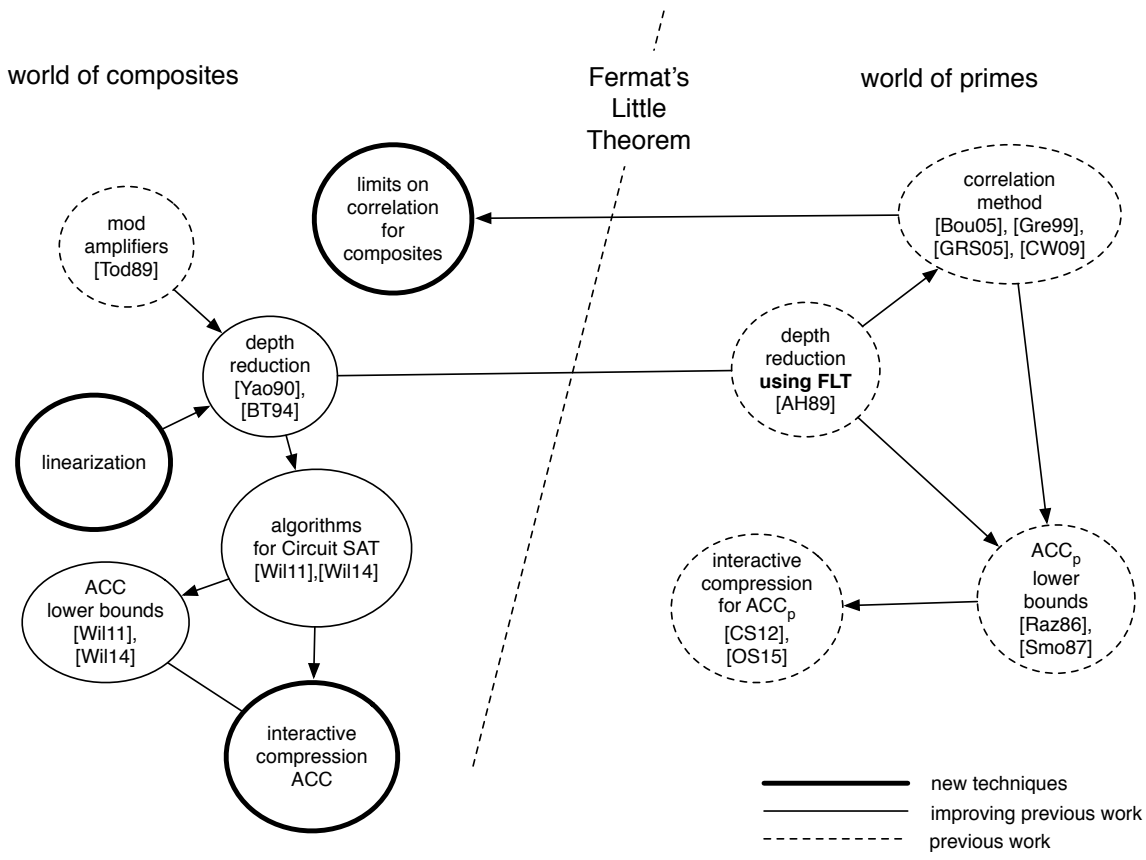 world of composites
Fermat's
Little
Theorem
world of primes
limits on
correlation
for
composites
correlation
method
[Bou05], [Gre99],
[GRS05], [CW09]
mod
amplifiers
[Tod89]
depth
reduction
[Yao90],
[BT94]
depth
reduction
using FLT
[AH89]
linearization
algorithms
for Circuit SAT
[Wil11],[Wil14]
ACC
lower bounds
[Wil11],
[Wil14]
interactive
compression
for ACCp
[CS12],
[OS15]
ACCp
lower
bounds
[Raz86],
[Smo87]
interactive
compression
ACC
new techniques
improving previous work
previous work